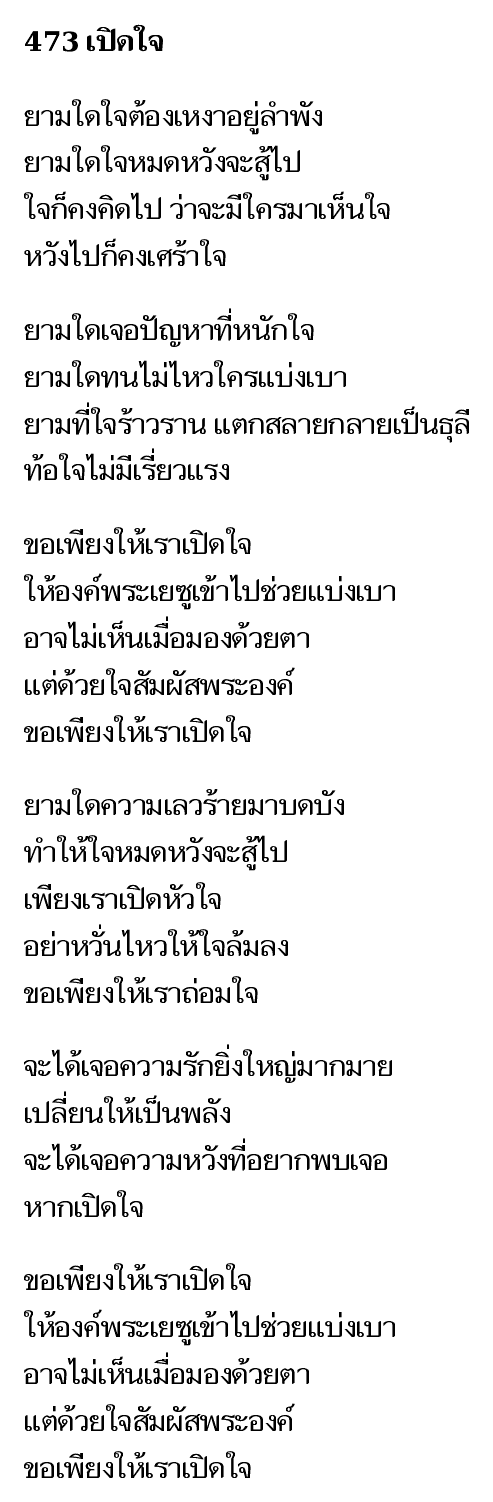 473 เปิดใจ
ยามใดใจต้องเหงาอยู่ลำพัง
ยามใดใจหมดหวังจะสู้ไป
ใจก็คงคิดไป ว่าจะมีใครมาเห็นใจ
หวังไปก็คงเศร้าใจ
ยามใดเจอปัญหาที่หนักใจ
ยามใดทนไม่ไหวใครแบ่งเบา
ยามที่ใจร้าวราน แตกสลายกลายเป็นธุลี
ท้อใจไม่มีเรี่ยวแรง
ขอเพียงให้เราเปิดใจ
ให้องค์พระเยซูเข้าไปช่วยแบ่งเบา
อาจไม่เห็นเมื่อมองด้วยตา
แต่ด้วยใจสัมผัสพระองค์
ขอเพียงให้เราเปิดใจ
ยามใดความเลวร้ายมาบดบัง
ทำให้ใจหมดหวังจะสู้ไป
เพียงเราเปิดหัวใจ
อย่าหวั่นไหวให้ใจล้มลง
ขอเพียงให้เราถ่อมใจ
จะได้เจอความรักยิ่งใหญ่มากมาย
เปลี่ยนให้เป็นพลัง
จะได้เจอความหวังที่อยากพบเจอ
หากเปิดใจ
ขอเพียงให้เราเปิดใจ
ให้องค์พระเยซูเข้าไปช่วยแบ่งเบา
อาจไม่เห็นเมื่อมองด้วยตา
แต่ด้วยใจสัมผัสพระองค์
ขอเพียงให้เราเปิดใจ